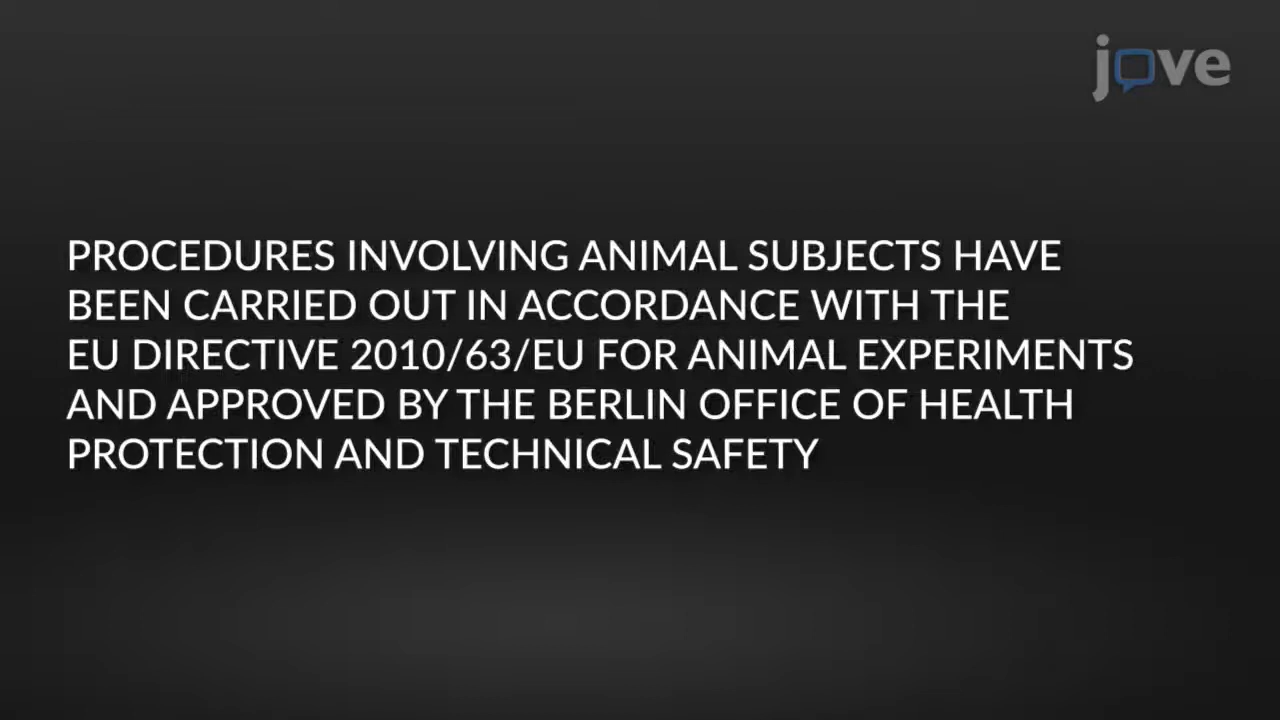 jove
PROCEDURES INVOLVING ANIMAL SUBJECTS HAVE
BEEN CARRIED OUT IN ACCORDANCE WITH THE
EU DIRECTIVE 2010/63/EU FOR ANIMAL EXPERIMENTS
AND APPROVED BY THE BERLIN OFFICE OF HEALTH
PROTECTION AND TECHNICAL SAFETY